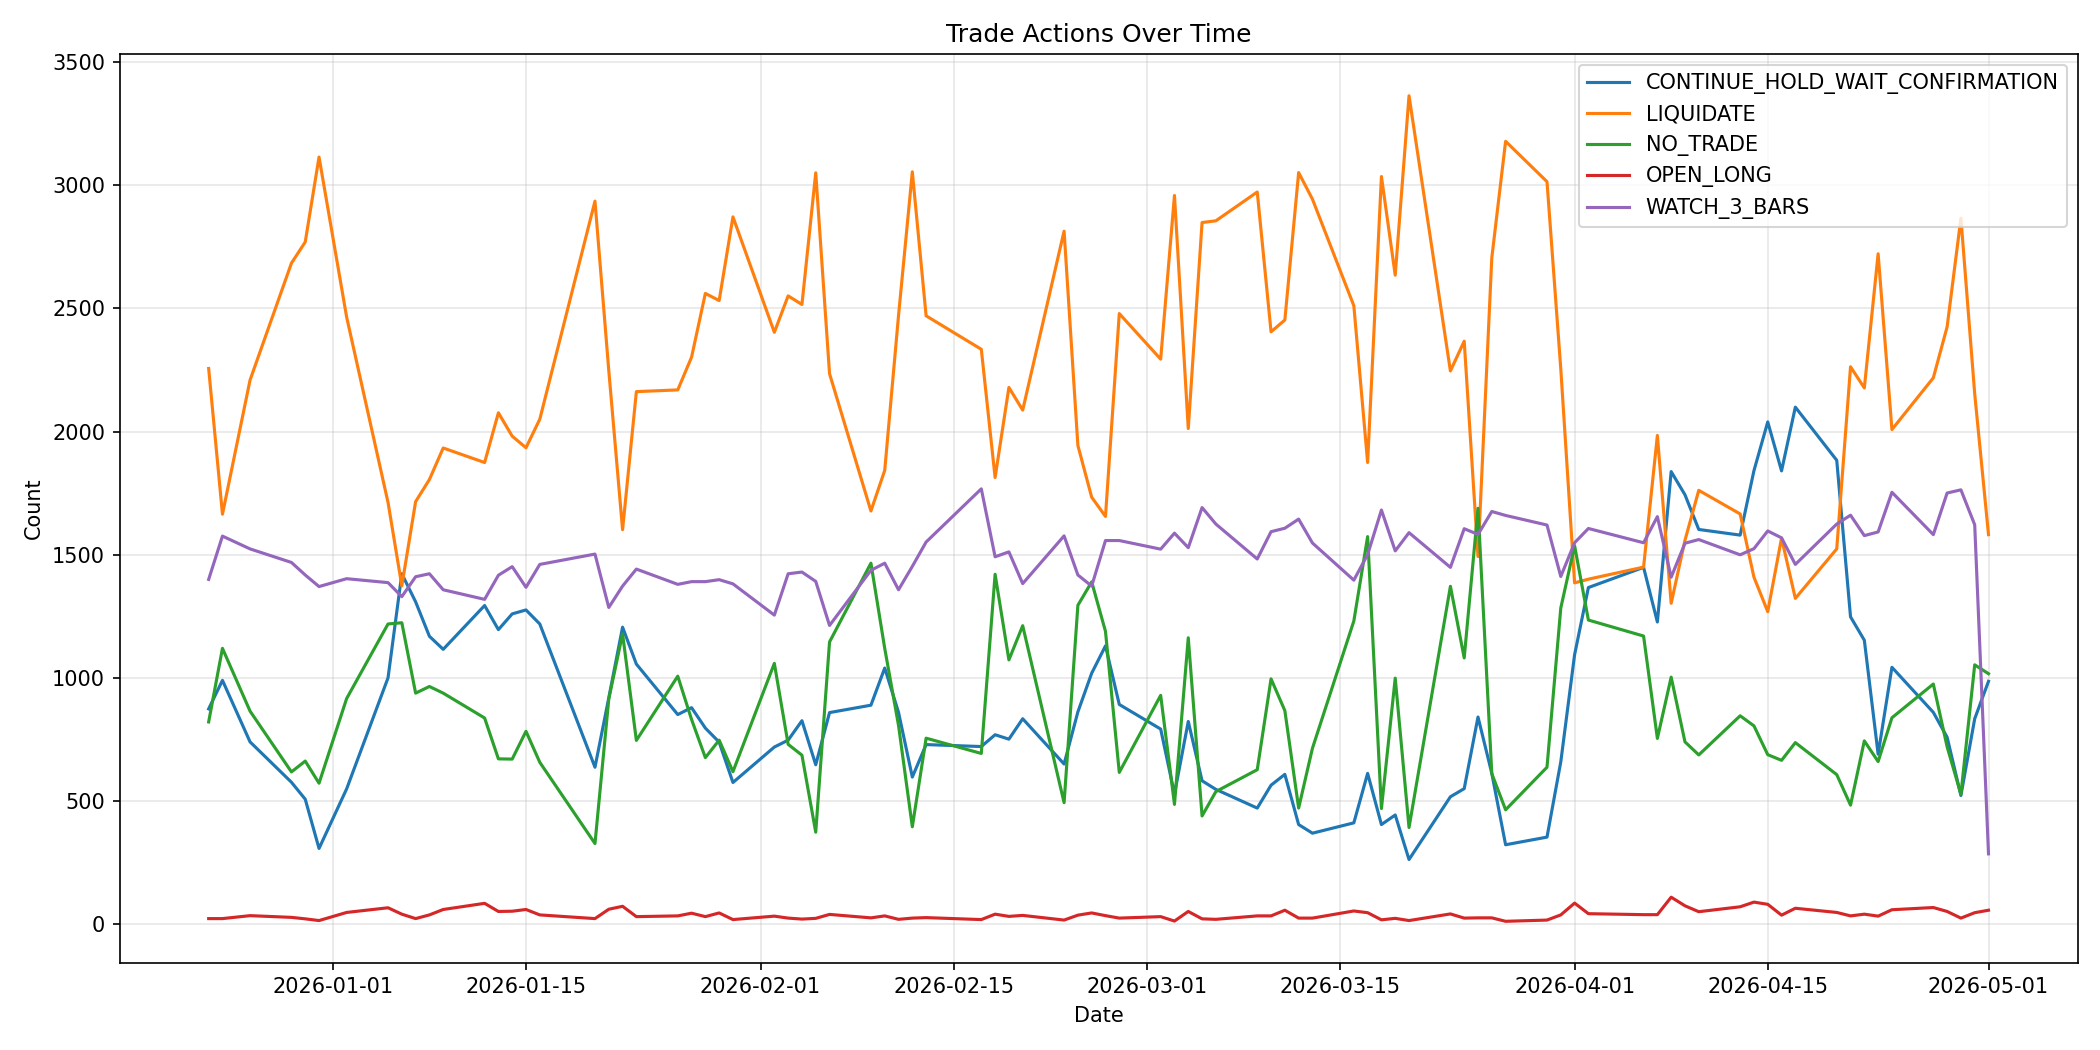 Trade Actions Over Time
3500
3000
2500
2000
1500
1000
500
0
Count
CONTINUE_HOLD_WAIT_CONFIRMATION
LIQUIDATE
NO_TRADE
OPEN_LONG
WATCH_3_BARS
2026-01-01
2026-01-15
2026-02-01
2026-02-15
2026-03-01
2026-03-15
2026-04-01
2026-04-15
2026-05-01
Date